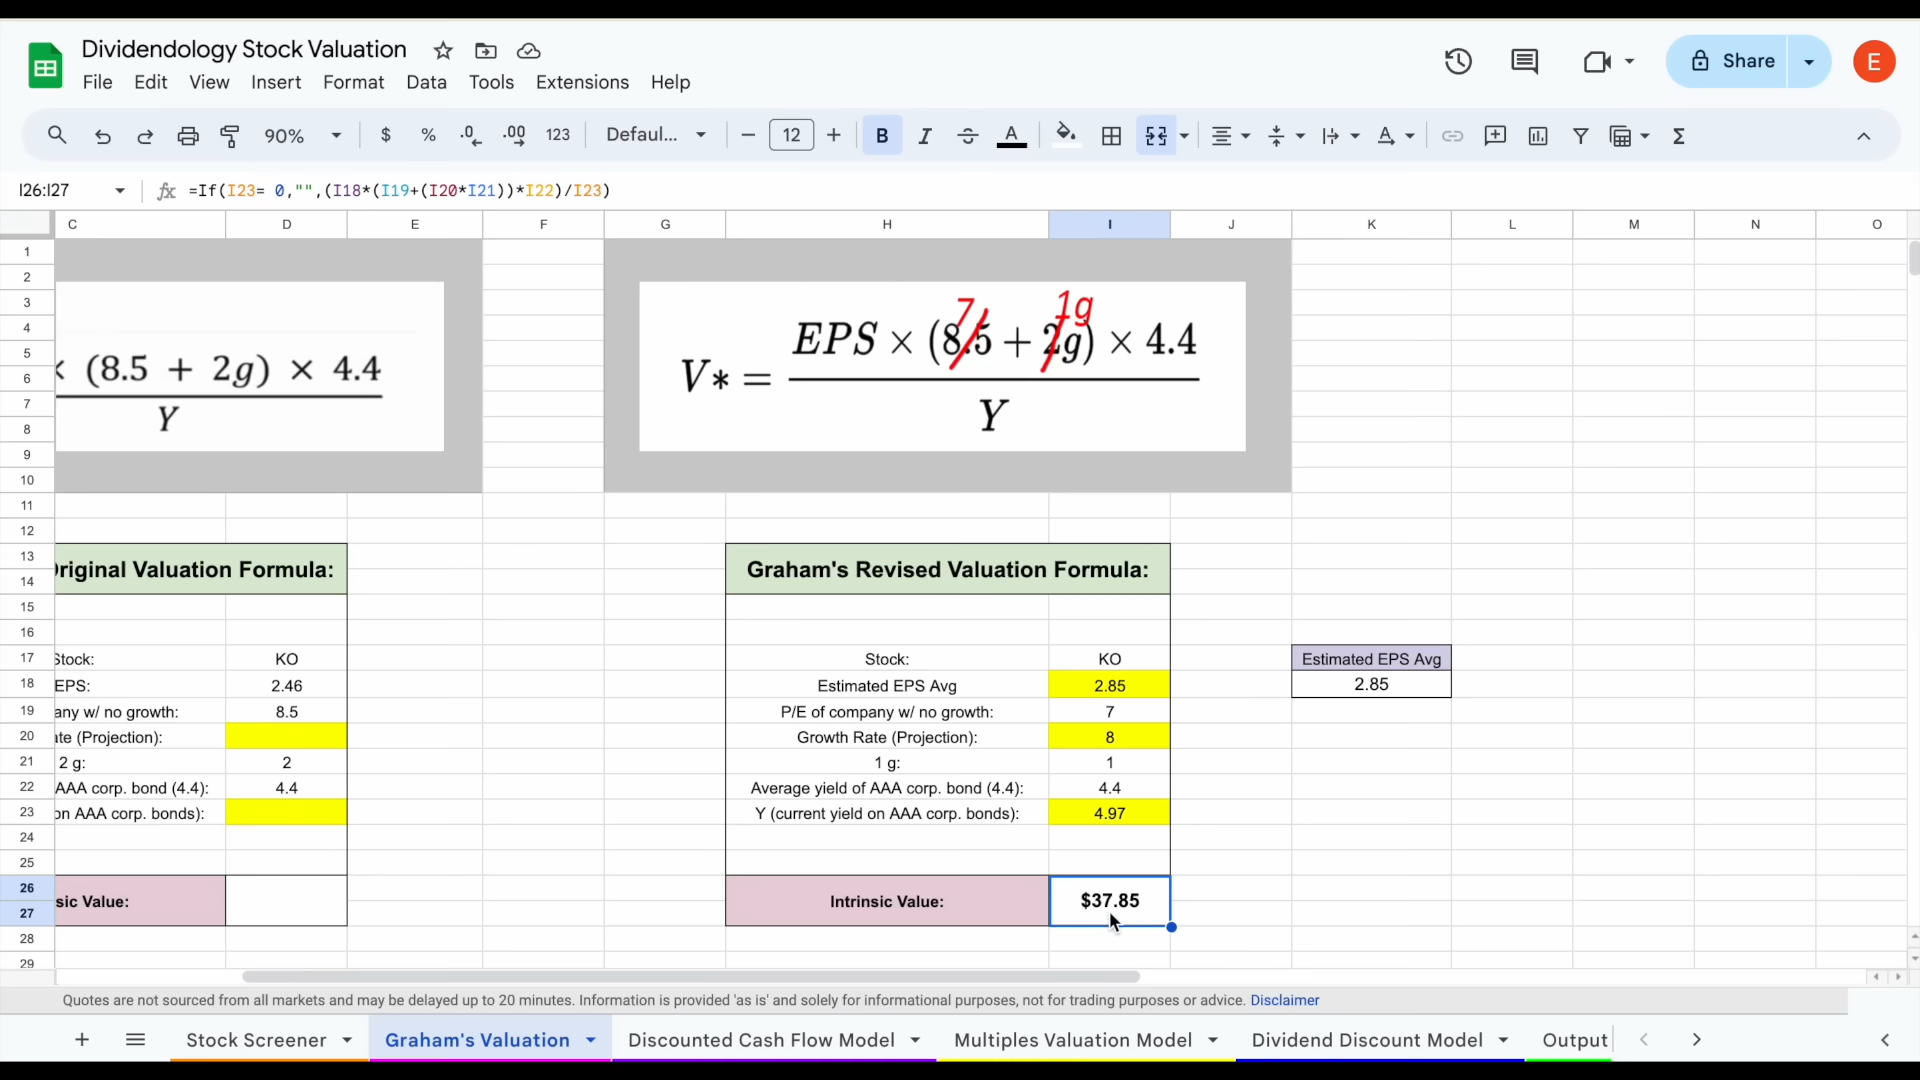 Dividendology Stock Valuation
File Edit View Insert Format Data Tools Extensions Help
Share
E
90% $ % .0 .00 123 Defaul... − 12 + B I S A Σ
I26:I27 fx =If(I23= 0,"",(I18*(I19+(I20*I21))*I22)/I23)
C D E F G H I J K L M N O
1
2
3
4
5
6
7
8
9
10
11
12
13
14
15
16
17
18
19
20
21
22
23
24
25
26
27
28
29
× (8.5 + 2g) × 4.4
Y
7 1g
V* = EPS × (8.5 + 2g) × 4.4
Y
Original Valuation Formula:
Stock: KO
EPS: 2.46
any w/ no growth: 8.5
ate (Projection):
2 g: 2
AAA corp. bond (4.4): 4.4
on AAA corp. bonds):
sic Value:
Graham's Revised Valuation Formula:
Stock: KO
Estimated EPS Avg 2.85
P/E of company w/ no growth: 7
Growth Rate (Projection): 8
1 g: 1
Average yield of AAA corp. bond (4.4): 4.4
Y (current yield on AAA corp. bonds): 4.97
Intrinsic Value: $37.85
Estimated EPS Avg
2.85
Quotes are not sourced from all markets and may be delayed up to 20 minutes. Information is provided 'as is' and solely for informational purposes, not for trading purposes or advice. Disclaimer
+ Stock Screener Graham's Valuation Discounted Cash Flow Model Multiples Valuation Model Dividend Discount Model Output